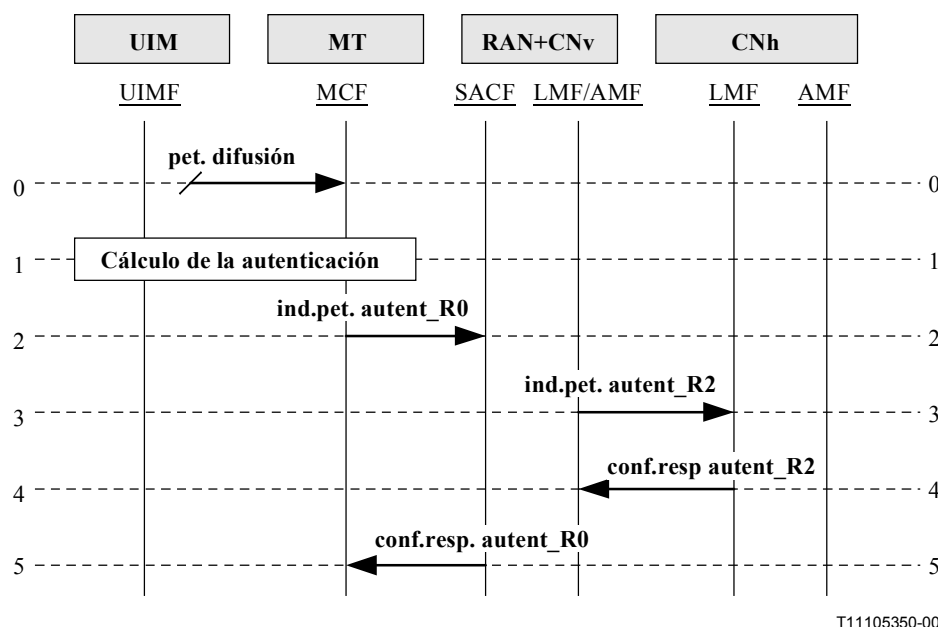 UIM MT RAN+CNv CNh
UIMF MCF SACF LMF/AMF LMF AMF
pet. difusión
0 0
1 Cálculo de la autenticación 1
ind.pet. autent_R0
2 2
ind.pet. autent_R2
3 3
conf.resp autent_R2
4 4
conf.resp. autent_R0
5 5
T11105350-00